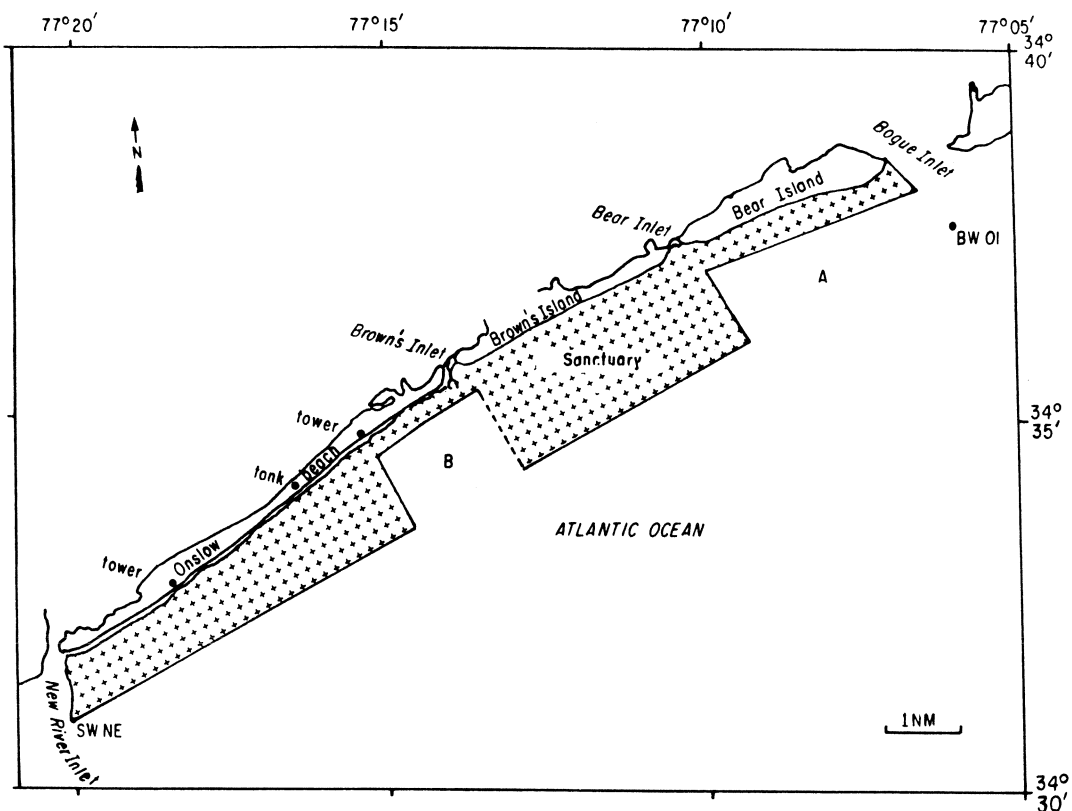 77°20′ 77°15′ 77°10′ 77°05′
34°
40′
N
Bogue Inlet
Bear Island
Bear Inlet
BW 01
A
Brown's Island
Brown's Inlet
Sanctuary
34°
35′
tower
beach
tank
B
ATLANTIC OCEAN
Onslow
tower
New River Inlet
SW NE
1NM
34°
30′